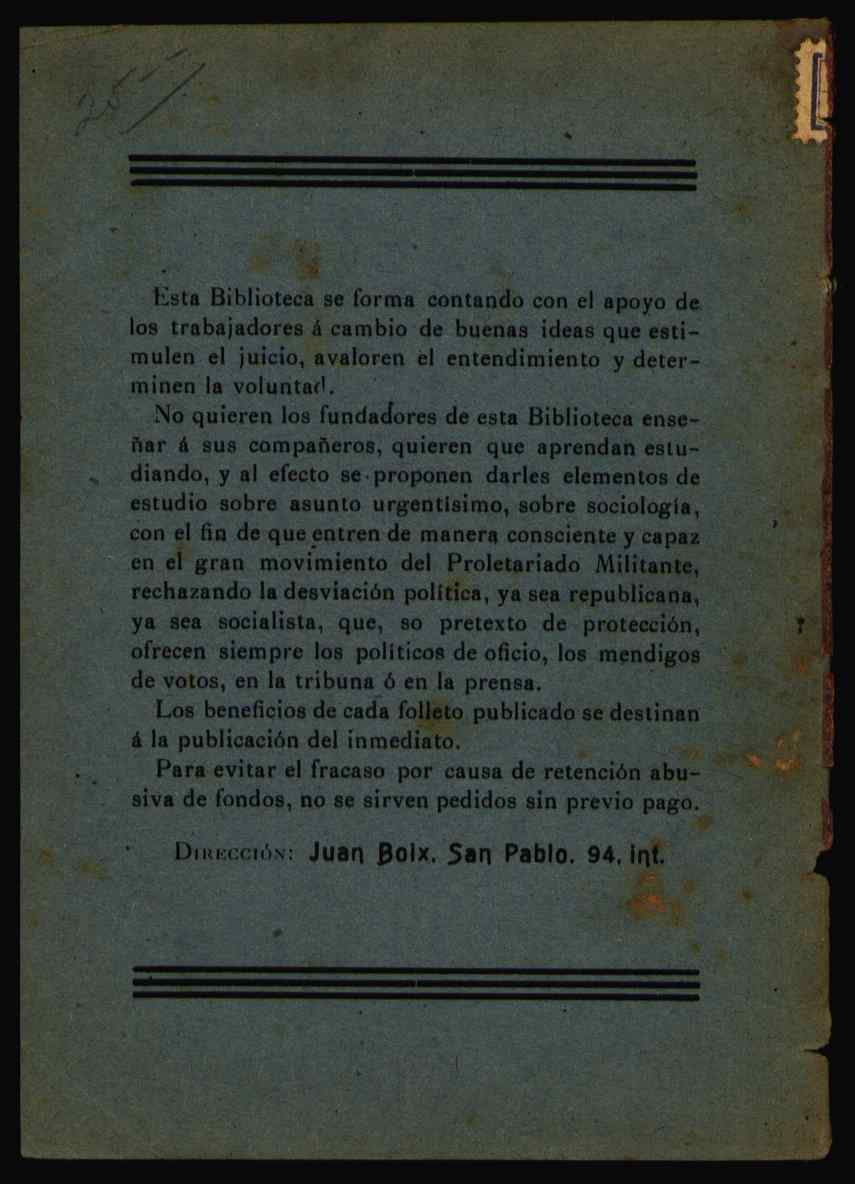 25
Esta Biblioteca se forma contando con el apoyo de
los trabajadores á cambio de buenas ideas que esti-
mulen el juicio, avaloren el entendimiento y deter-
minen la voluntad.
No quieren los fundadores de esta Biblioteca ense-
ñar á sus compañeros, quieren que aprendan estu-
diando, y al efecto se proponen darles elementos de
estudio sobre asunto urgentísimo, sobre sociología,
con el fin de que entren de manera consciente y capaz
en el gran movimiento del Proletariado Militante,
rechazando la desviación política, ya sea republicana,
ya sea socialista, que, so pretexto de protección,
ofrecen siempre los políticos de oficio, los mendigos
de votos, en la tribuna ó en la prensa.
Los beneficios de cada folleto publicado se destinan
á la publicación del inmediato.
Para evitar el fracaso por causa de retención abu-
siva de fondos, no se sirven pedidos sin previo pago.
DIRECCIÓN: Juan Boix. San Pablo. 94, int.